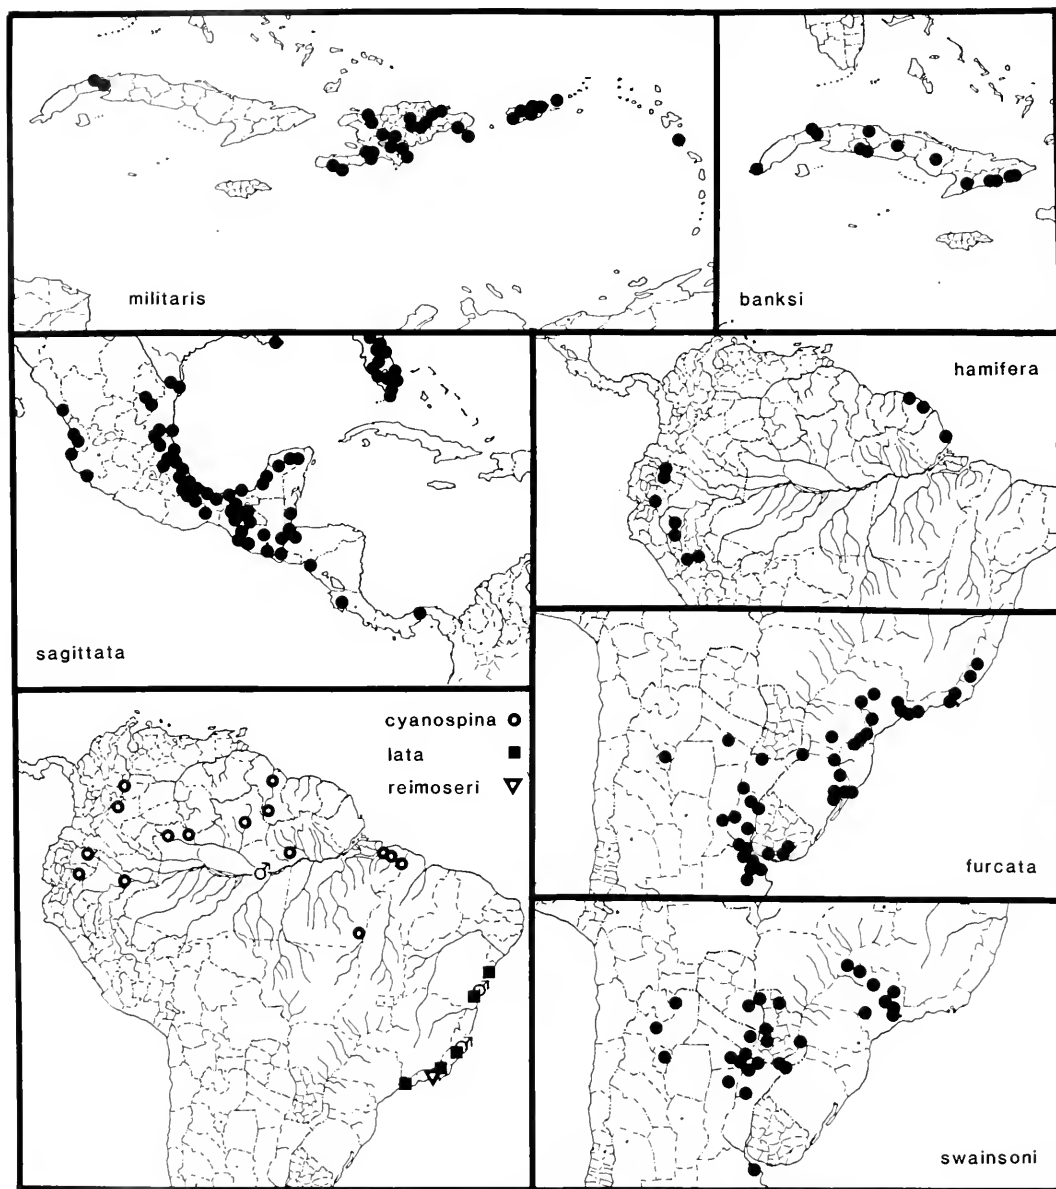 militaris
banksi
sagittata
hamifera
cyanospina
lata
reimoseri
furcata
swainsoni